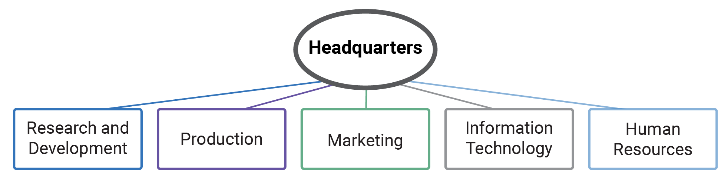 Headquarters
Research and
Development
Production
Marketing
Information
Technology
Human
Resources